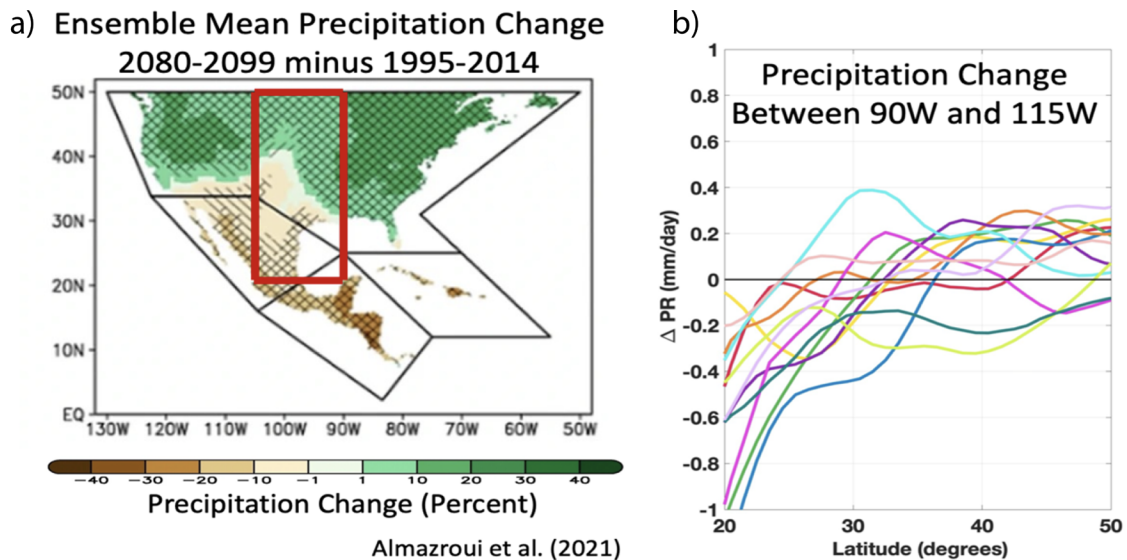 a)
Ensemble Mean Precipitation Change
2080-2099 minus 1995-2014
50N
40N
30N
20N
10N
EQ
130W 120W 110W 100W 90W 80W 70W 60W 50W
−40 −30 −20 −10 −1 1 10 20 30 40
Precipitation Change (Percent)
Almazroui et al. (2021)
b)
Precipitation Change
Between 90W and 115W
1
0.8
0.6
0.4
0.2
0
-0.2
-0.4
-0.6
-0.8
-1
Δ PR (mm/day)
20 30 40 50
Latitude (degrees)